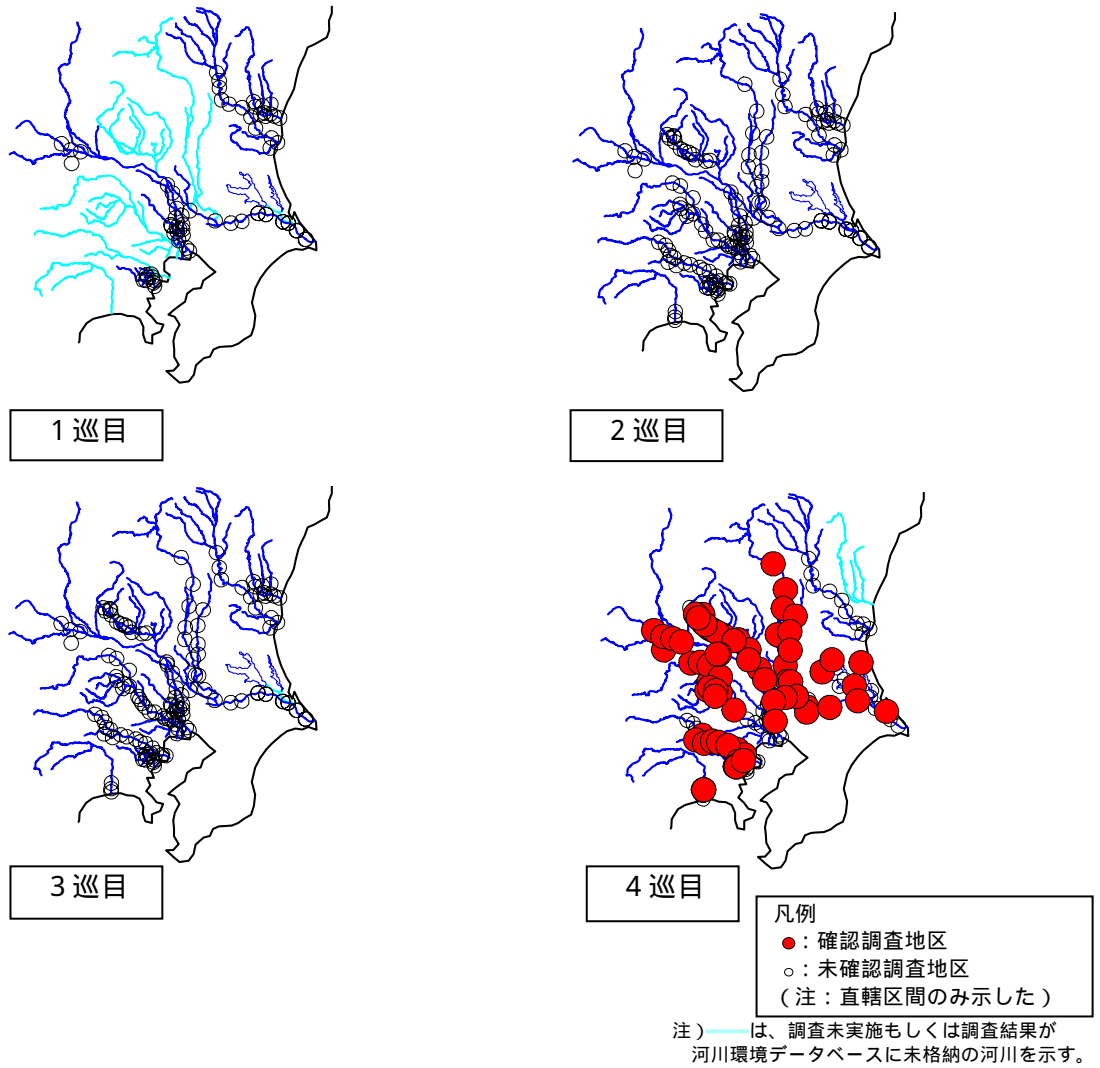 1巡目
2巡目
3巡目
4巡目
凡例
●：確認調査地区
○：未確認調査地区
（注：直轄区間のみ示した）
注）――は、調査未実施もしくは調査結果が
河川環境データベースに未格納の河川を示す。